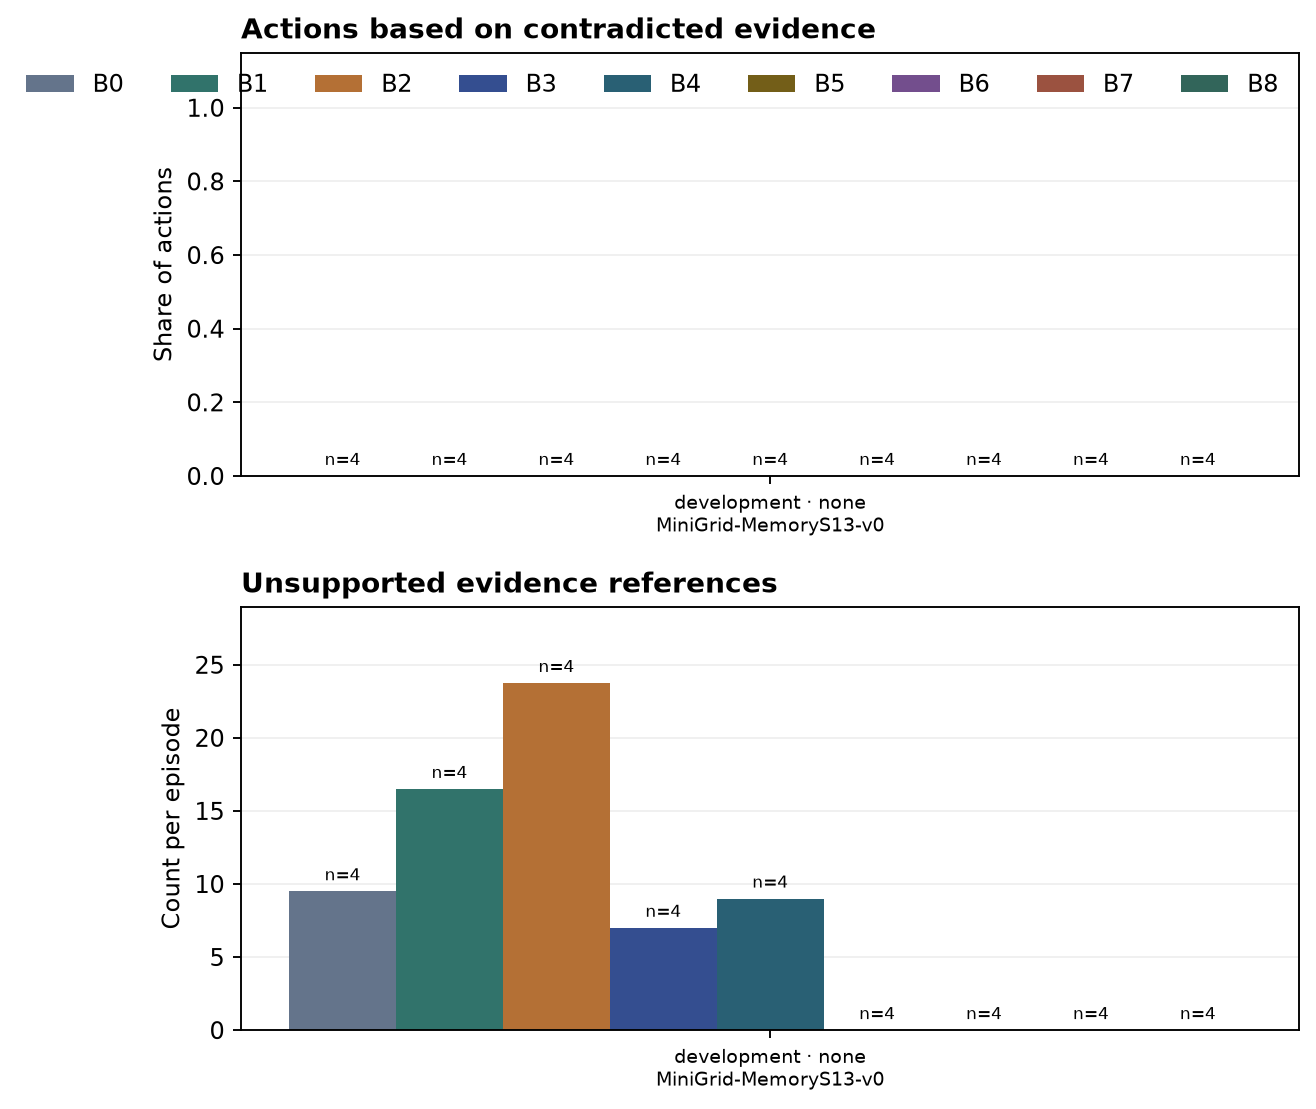 Actions based on contradicted evidence
B0 B1 B2 B3 B4 B5 B6 B7 B8
1.0
0.8
0.6
0.4
0.2
0.0
Share of actions
n=4 n=4 n=4 n=4 n=4 n=4 n=4 n=4 n=4
development · none
MiniGrid-MemoryS13-v0
Unsupported evidence references
25
20
15
10
5
0
Count per episode
n=4 n=4 n=4 n=4 n=4 n=4 n=4 n=4 n=4
development · none
MiniGrid-MemoryS13-v0